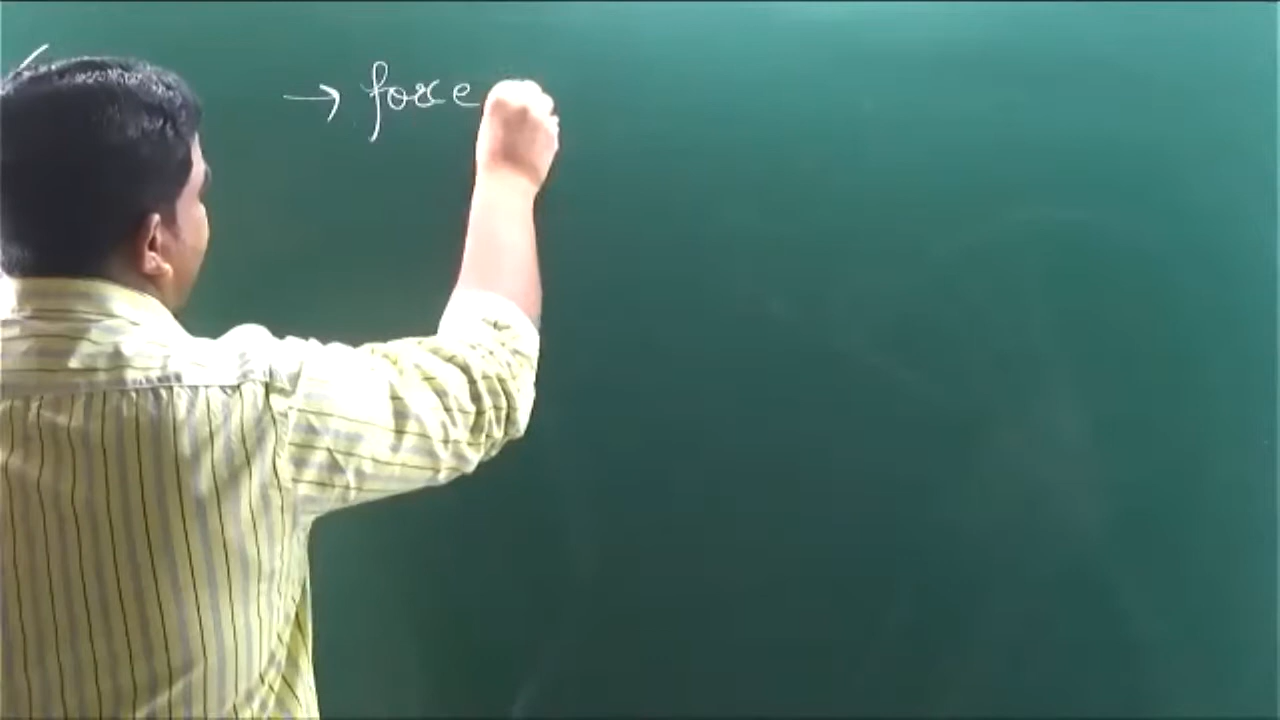 → force